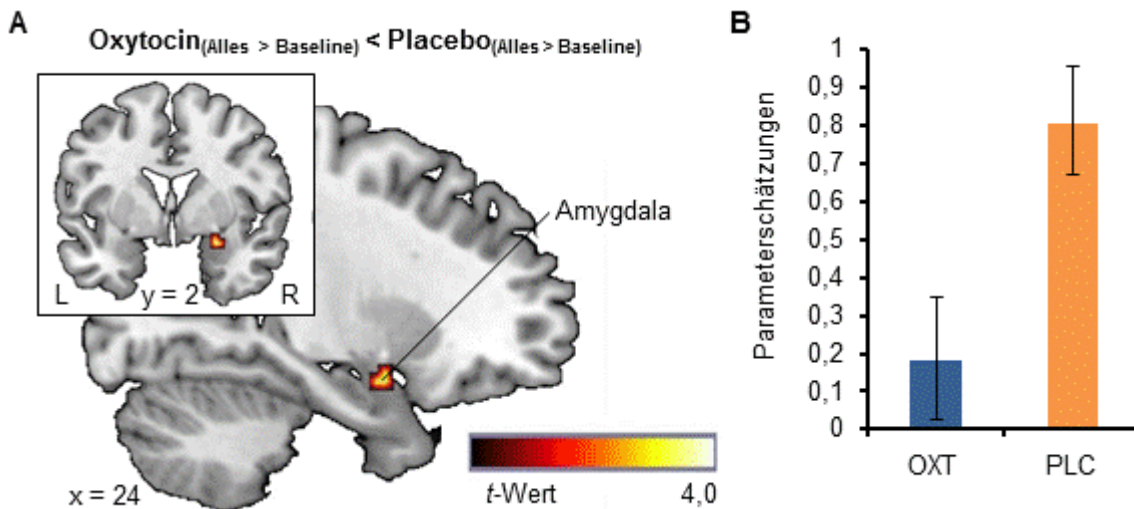 A
Oxytocin(Alles > Baseline) < Placebo(Alles > Baseline)
L
y = 2
R
Amygdala
x = 24
t-Wert
4,0
B
Parameterschätzungen
1
0,9
0,8
0,7
0,6
0,5
0,4
0,3
0,2
0,1
0
OXT
PLC